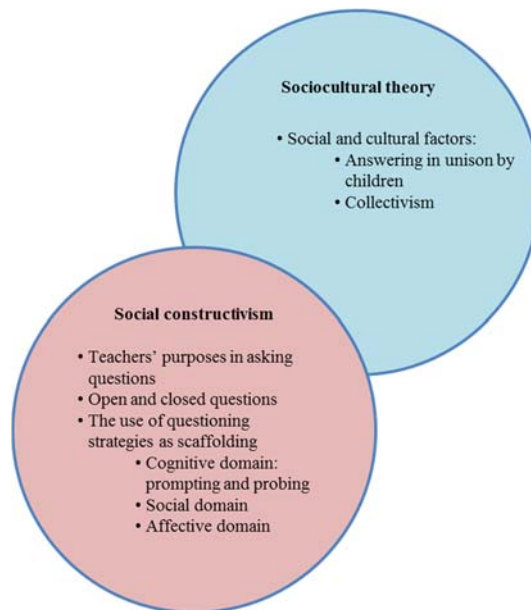 Sociocultural theory
• Social and cultural factors:
• Answering in unison by
children
• Collectivism
Social constructivism
• Teachers’ purposes in asking
questions
• Open and closed questions
• The use of questioning
strategies as scaffolding
• Cognitive domain:
prompting and probing
• Social domain
• Affective domain